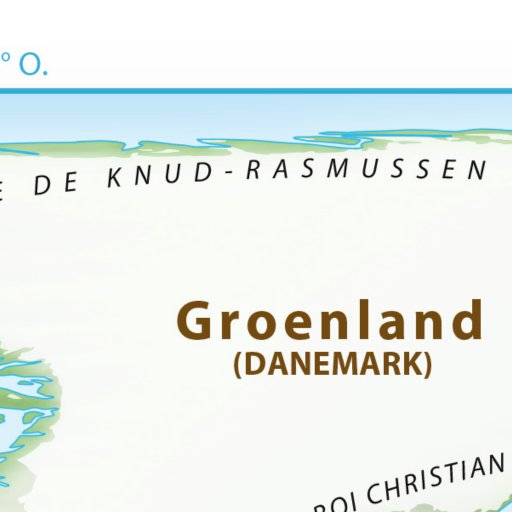 ° O.
E DE KNUD-RASMUSSEN
Groenland
(DANEMARK)
ROI CHRISTIAN